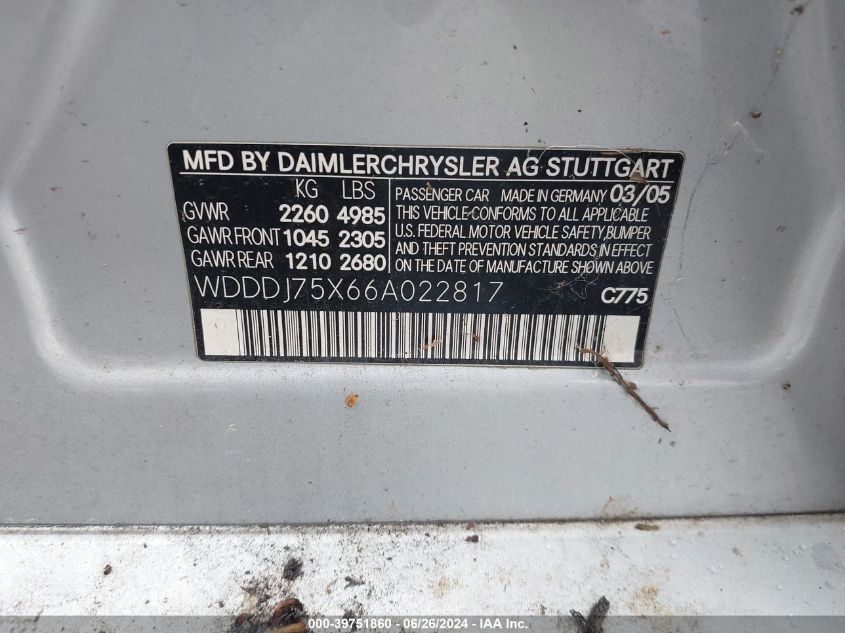 MFD BY DAIMLERCHRYSLER AG STUTTGART
KG LBS
GVWR 2260 4985
GAWR FRONT 1045 2305
GAWR REAR 1210 2680
PASSENGER CAR MADE IN GERMANY 03/05
THIS VEHICLE CONFORMS TO ALL APPLICABLE
U.S. FEDERAL MOTOR VEHICLE SAFETY,BUMPER
AND THEFT PREVENTION STANDARDS IN EFFECT
ON THE DATE OF MANUFACTURE SHOWN ABOVE
WDDDJ75X66A022817 C775
000-39751860 - 06/26/2024 - IAA Inc.